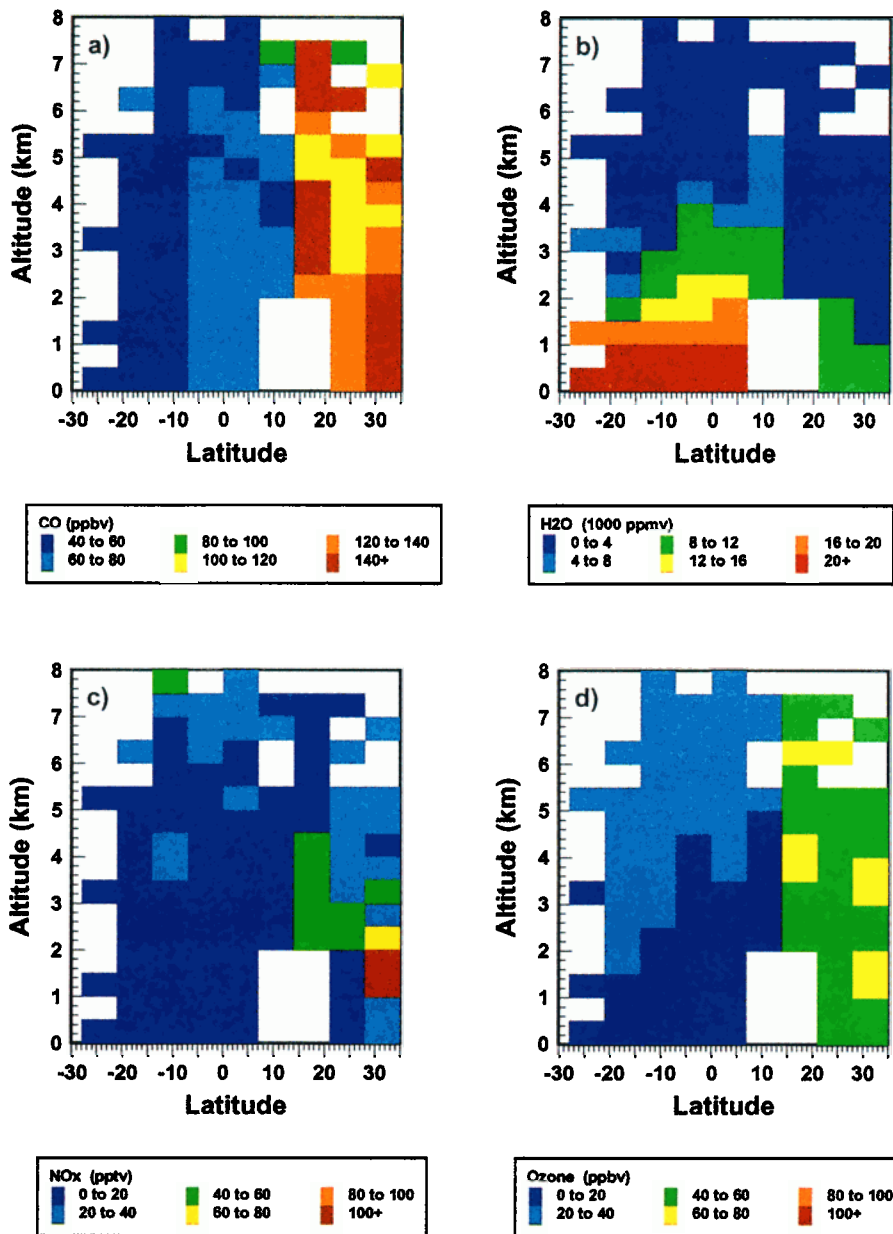 a)
8
7
6
5
4
3
2
1
0
Altitude (km)
-30 -20 -10 0 10 20 30
Latitude
CO (ppbv)
40 to 60 80 to 100 120 to 140
60 to 80 100 to 120 140+
b)
8
7
6
5
4
3
2
1
0
Altitude (km)
-30 -20 -10 0 10 20 30
Latitude
H2O (1000 ppmv)
0 to 4 8 to 12 16 to 20
4 to 8 12 to 16 20+
c)
8
7
6
5
4
3
2
1
0
Altitude (km)
-30 -20 -10 0 10 20 30
Latitude
NOx (pptv)
0 to 20 40 to 60 80 to 100
20 to 40 60 to 80 100+
d)
8
7
6
5
4
3
2
1
0
Altitude (km)
-30 -20 -10 0 10 20 30
Latitude
Ozone (ppbv)
0 to 20 40 to 60 80 to 100
20 to 40 60 to 80 100+